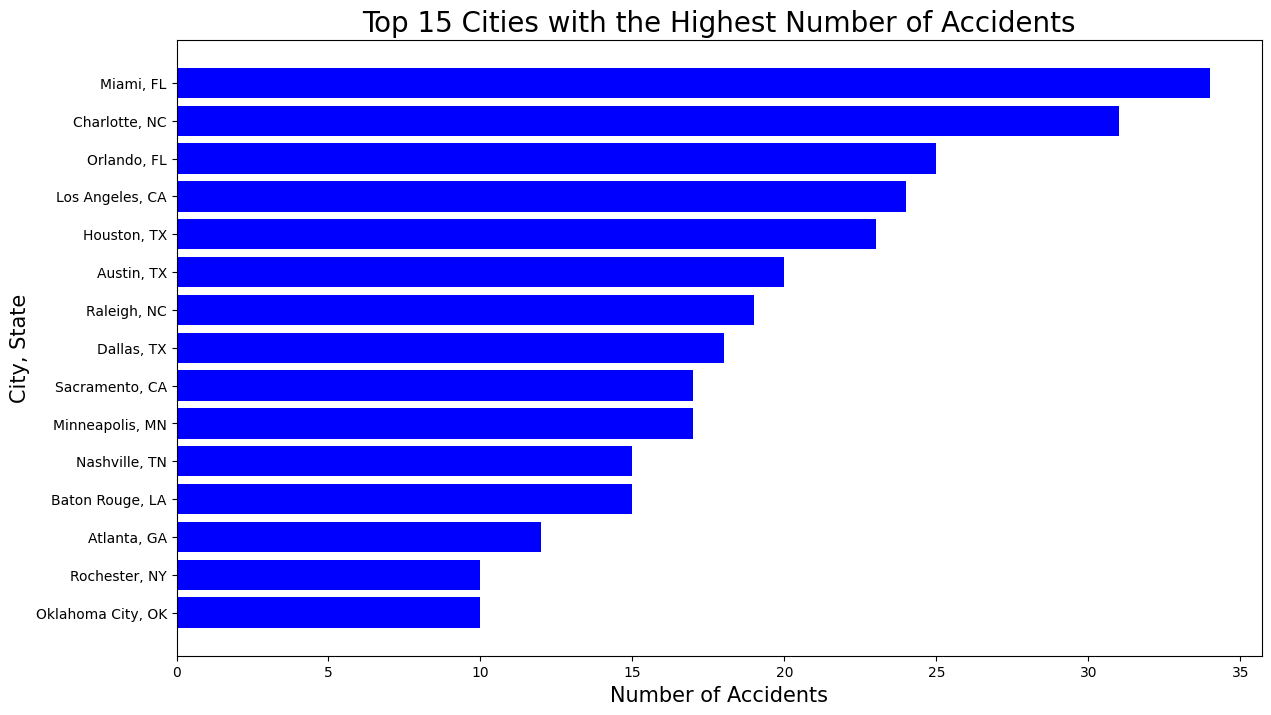 Top 15 Cities with the Highest Number of Accidents
City, State
Miami, FL
Charlotte, NC
Orlando, FL
Los Angeles, CA
Houston, TX
Austin, TX
Raleigh, NC
Dallas, TX
Sacramento, CA
Minneapolis, MN
Nashville, TN
Baton Rouge, LA
Atlanta, GA
Rochester, NY
Oklahoma City, OK
0 5 10 15 20 25 30 35
Number of Accidents